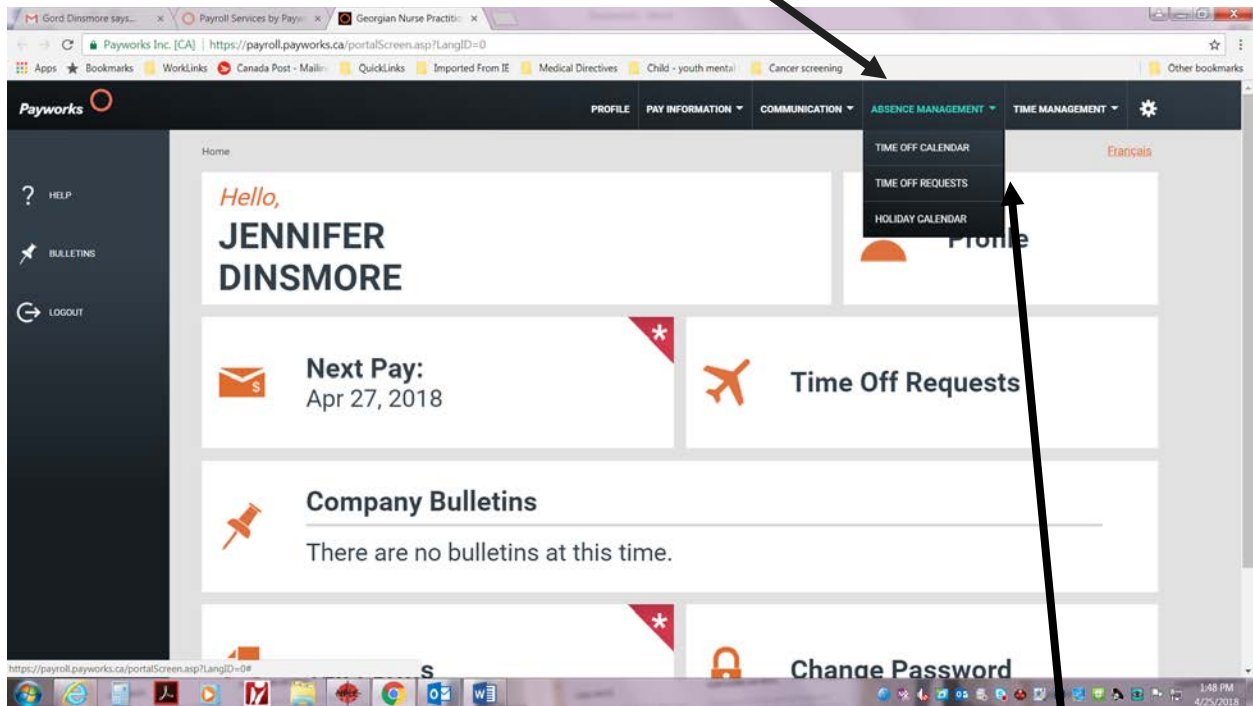 Gord Dinsmore says...
Payroll Services by Payw
Georgian Nurse Practitic
Payworks Inc. [CA] | https://payroll.payworks.ca/portalScreen.asp?LangID=0
Apps Bookmarks WorkLinks Canada Post - Mailin QuickLinks Imported From IE Medical Directives Child - youth mental Cancer screening Other bookmarks
Payworks PROFILE PAY INFORMATION COMMUNICATION ABSENCE MANAGEMENT TIME MANAGEMENT
TIME OFF CALENDAR
TIME OFF REQUESTS
HOLIDAY CALENDAR
Home
Français
? HELP
BULLETINS
LOGOUT
Hello,
JENNIFER
DINSMORE
Profile
Next Pay:
Apr 27, 2018
Time Off Requests
Company Bulletins
There are no bulletins at this time.
Change Password
https://payroll.payworks.ca/portalScreen.asp?LangID=0#
1:48 PM
4/25/2018